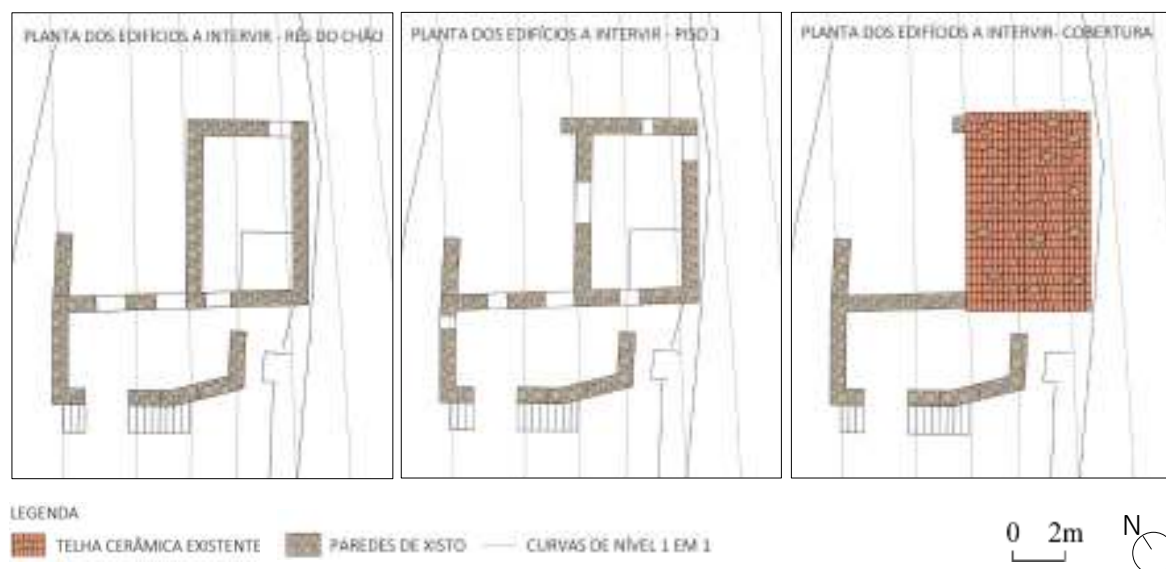 PLANTA DOS EDIFÍCIOS A INTERVIR - RÉS DO CHÃO
PLANTA DOS EDIFÍCIOS A INTERVIR - PISO 1
PLANTA DOS EDIFÍCIOS A INTERVIR- COBERTURA
LEGENDA
TELHA CERÂMICA EXISTENTE
PAREDES DE XISTO
CURVAS DE NÍVEL 1 EM 1
0 2m
N